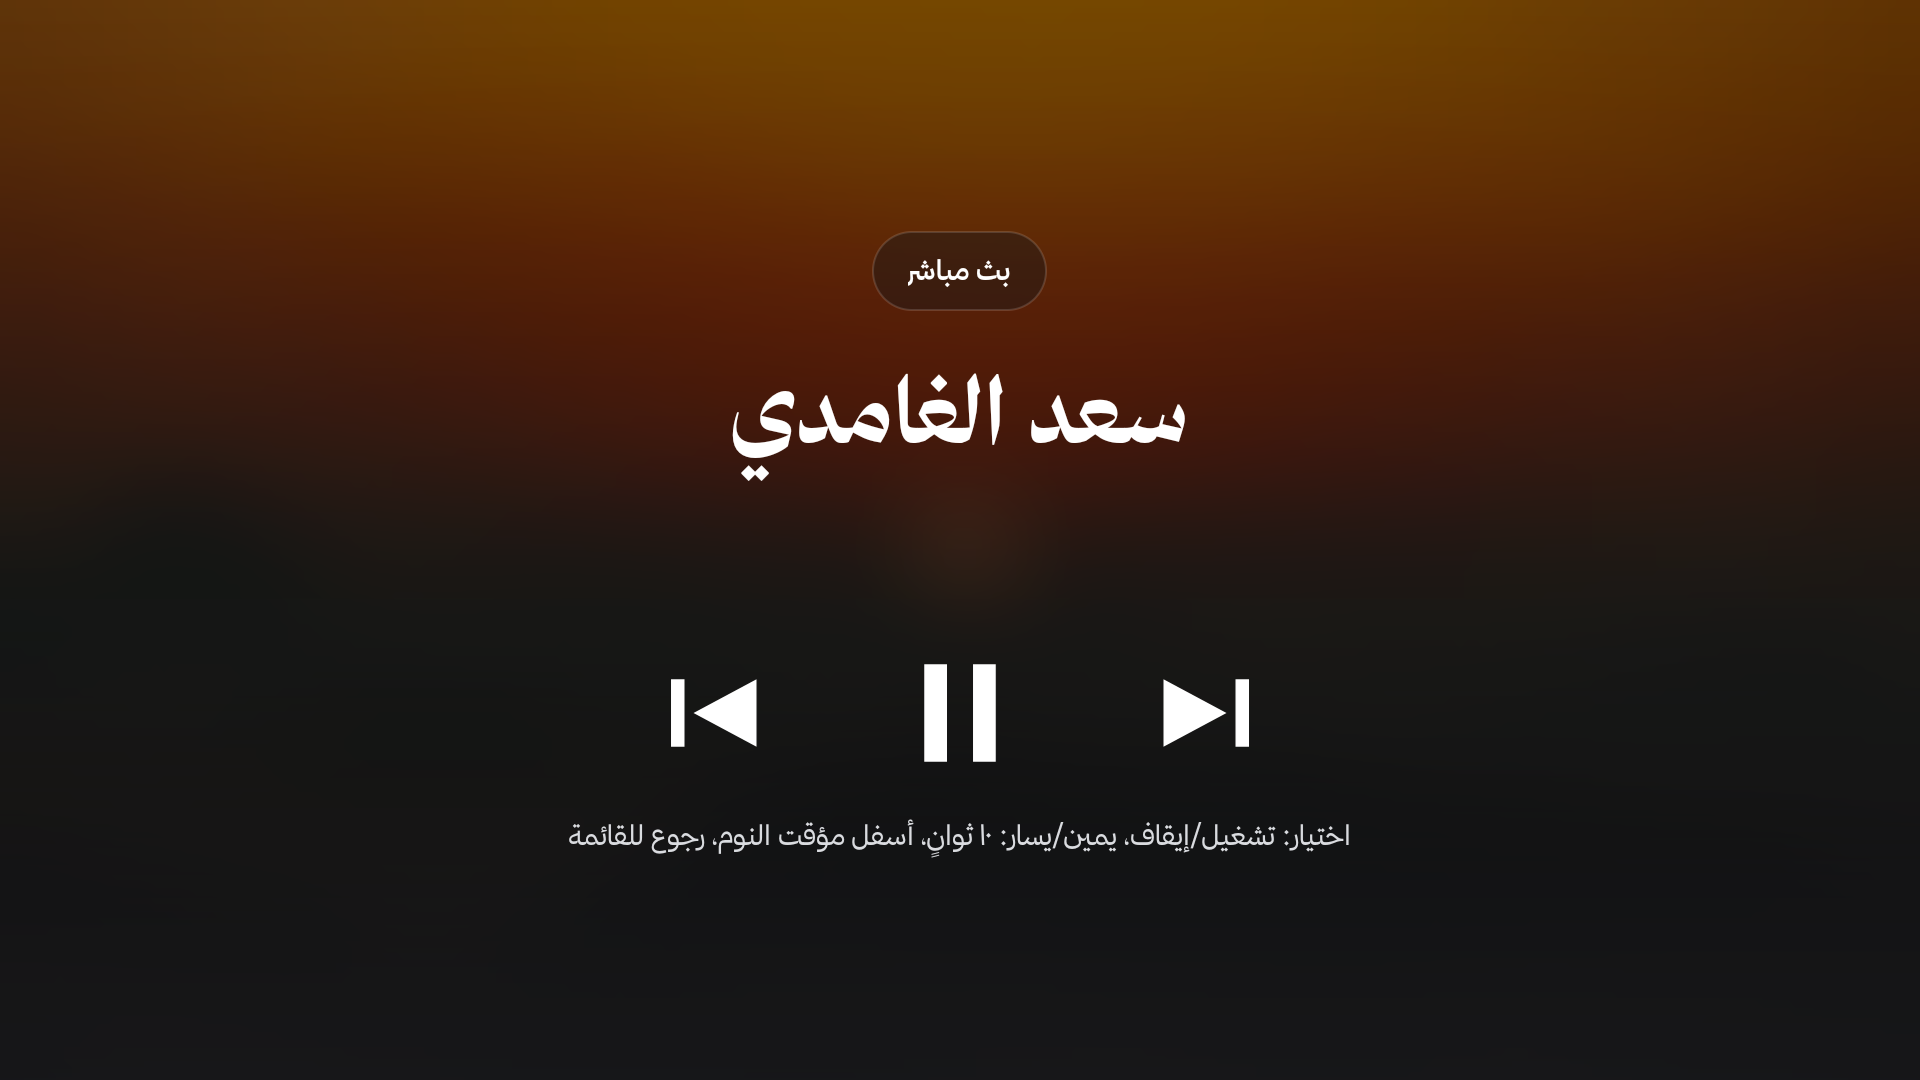 بث مباشر
سعد الغامدي
اختيار: تشغيل/إيقاف، يمين/يسار: ١٠ ثوانٍ، أسفل مؤقت النوم، رجوع للقائمة